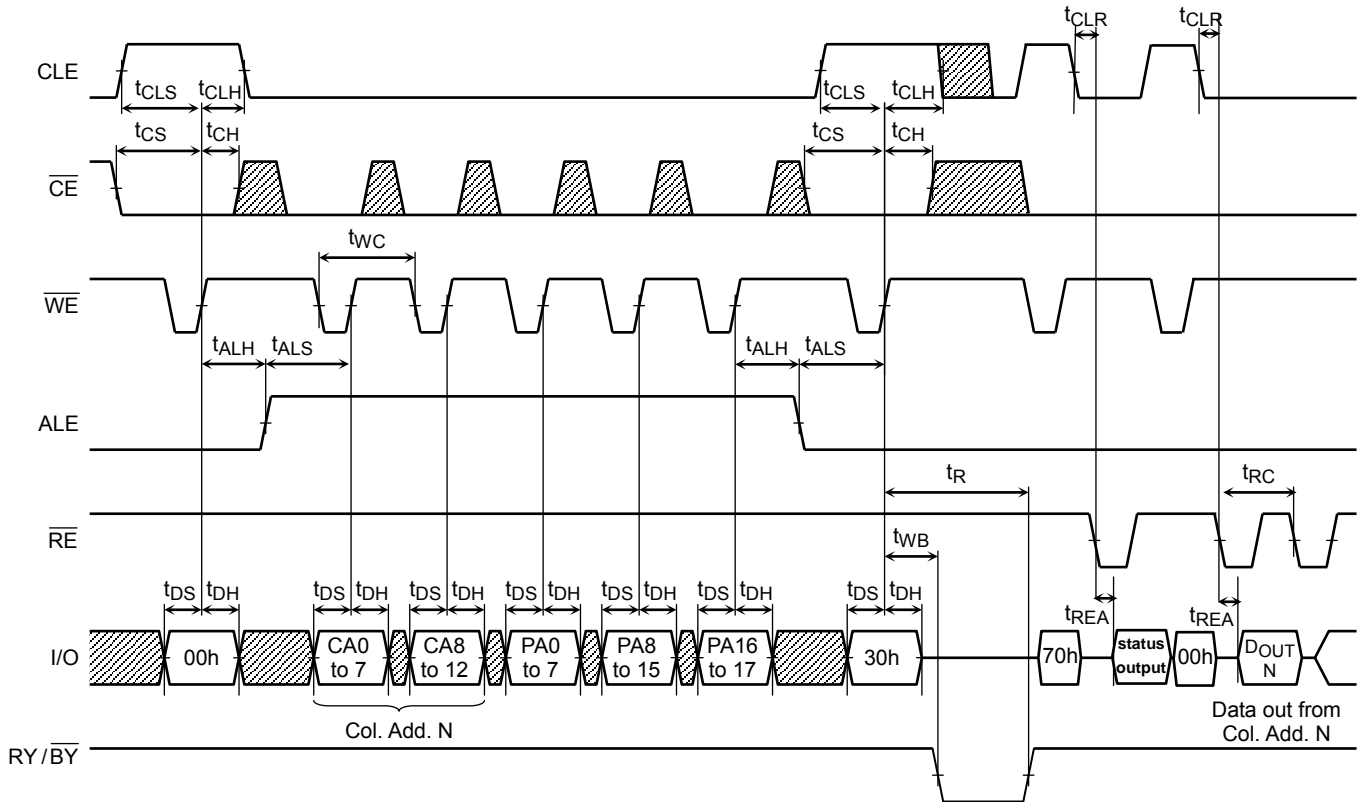 tCLR tCLR
CLE
tCLS tCLH tCLS tCLH
tCS tCH tCS tCH
CE
tWC
WE
tALH tALS tALH tALS
ALE
tR tRC
RE
tWB
tDS tDH tDS tDH tDS tDH tDS tDH tDS tDH tDS tDH tDS tDH
tREA tREA
I/O 00h CA0 to 7 CA8 to 12 PA0 to 7 PA8 to 15 PA16 to 17 30h 70h status output 00h DOUT N
Col. Add. N
Data out from
Col. Add. N
RY/BY